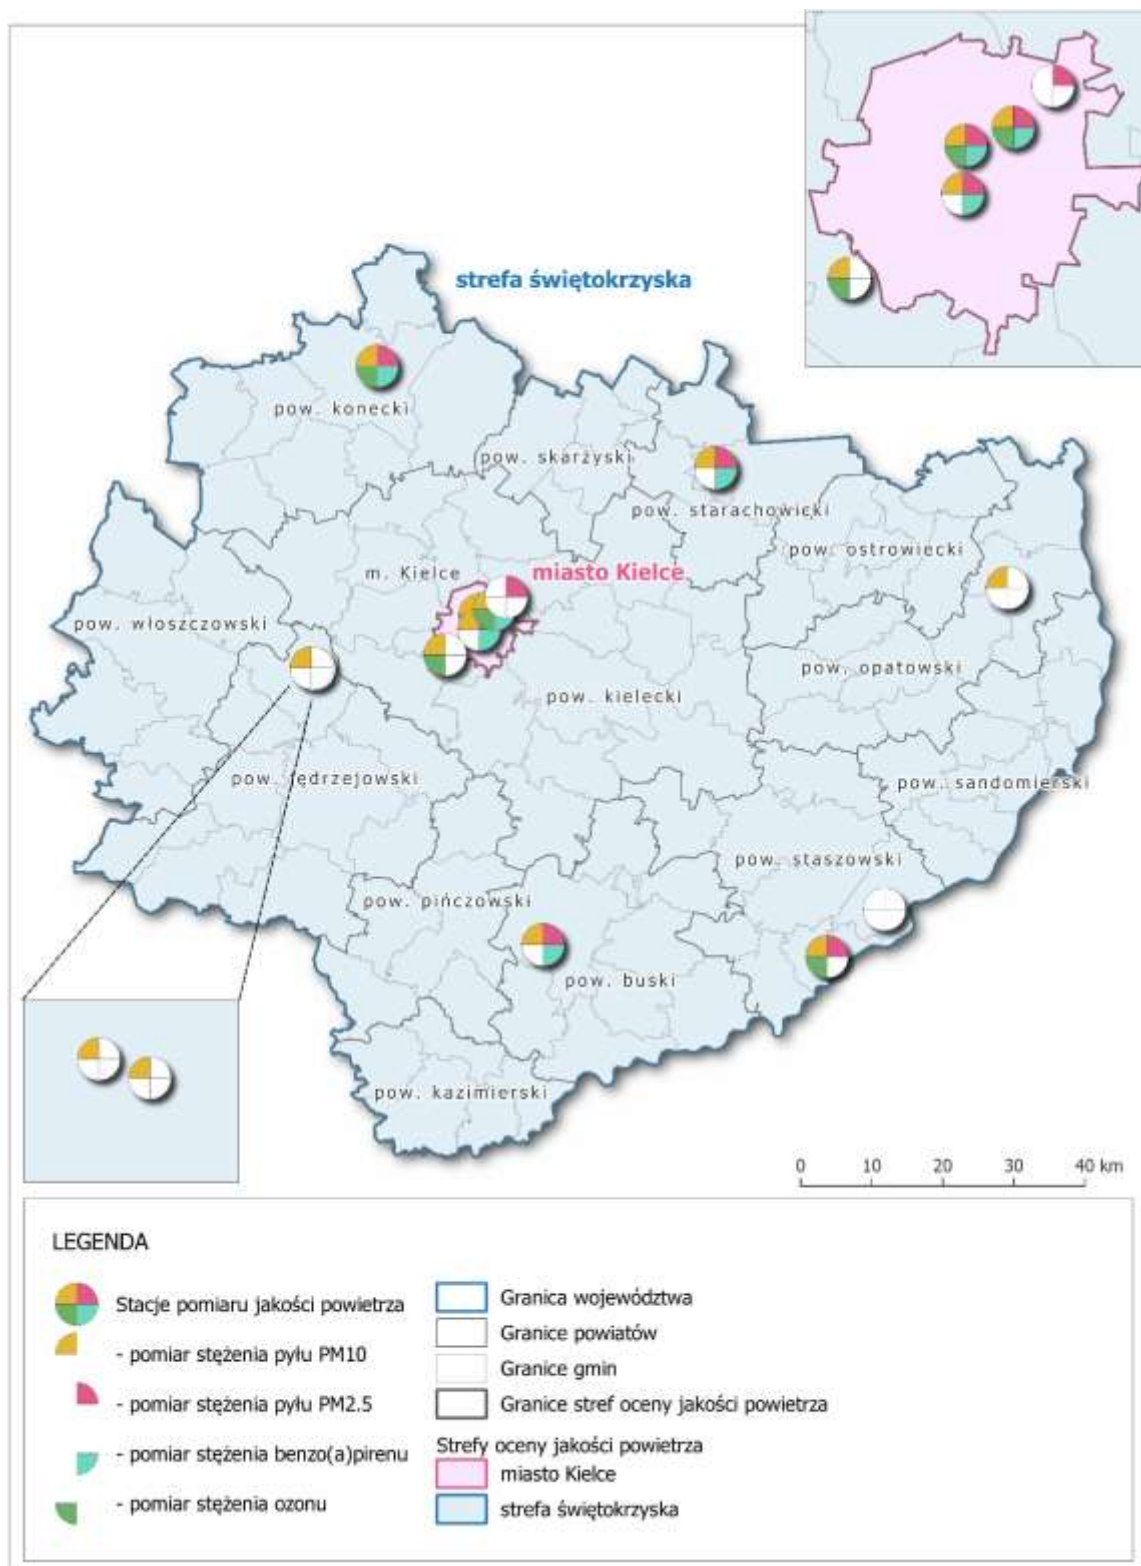 strefa świętokrzyska
pow. konecki
pow. skarżyski
pow. starachowicki
pow. ostrowiecki
m. Kielce
miasto Kielce
pow. włoszczowski
pow. opatowski
pow. kielecki
pow. jędrzejowski
pow. sandomierski
pow. staszowski
pow. pińczowski
pow. buski
pow. kazimierski
0 10 20 30 40 km
LEGENDA
Stacje pomiaru jakości powietrza
- pomiar stężenia pyłu PM10
- pomiar stężenia pyłu PM2.5
- pomiar stężenia benzo(a)pirenu
- pomiar stężenia ozonu
Granica województwa
Granice powiatów
Granice gmin
Granice stref oceny jakości powietrza
Strefy oceny jakości powietrza
miasto Kielce
strefa świętokrzyska